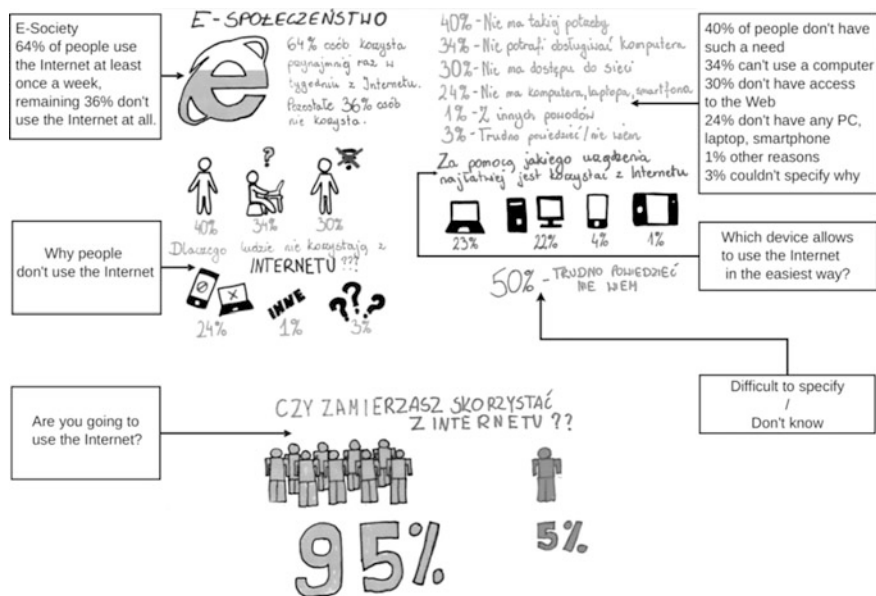 E-Society
64% of people use
the Internet at least
once a week,
remaining 36% don't
use the Internet at all.
E-SPOŁECZEŃSTWO
64% osób korzysta
przynajmniej raz w
tygodniu z Internetu.
Pozostałe 36% osób
nie korzysta.
40% - Nie ma takiej potrzeby
34% - Nie potrafi obsługiwać komputera
30% - Nie ma dostępu do sieci
24% - Nie ma komputera, laptopa, smartfona
1% - Z innych powodów
3% - Trudno powiedzieć/nie wiem
40% of people don't have
such a need
34% can't use a computer
30% don't have access
to the Web
24% don't have any PC,
laptop, smartphone
1% other reasons
3% couldn't specify why
?
40% 34% 30%
Why people
don't use the Internet
Dlaczego ludzie nie korzystają z
INTERNETU ???
INNE
???
24% 1% 3%
Za pomocą jakiego urządzenia
najłatwiej jest korzystać z Internetu
23% 22% 4% 1%
50% - TRUDNO POWIEDZIEĆ
NIE WIEM
Which device allows
to use the Internet
in the easiest way?
Difficult to specify
/
Don't know
Are you going to
use the Internet?
CZY ZAMIERZASZ SKORZYSTAĆ
Z INTERNETU ??
95% 5%